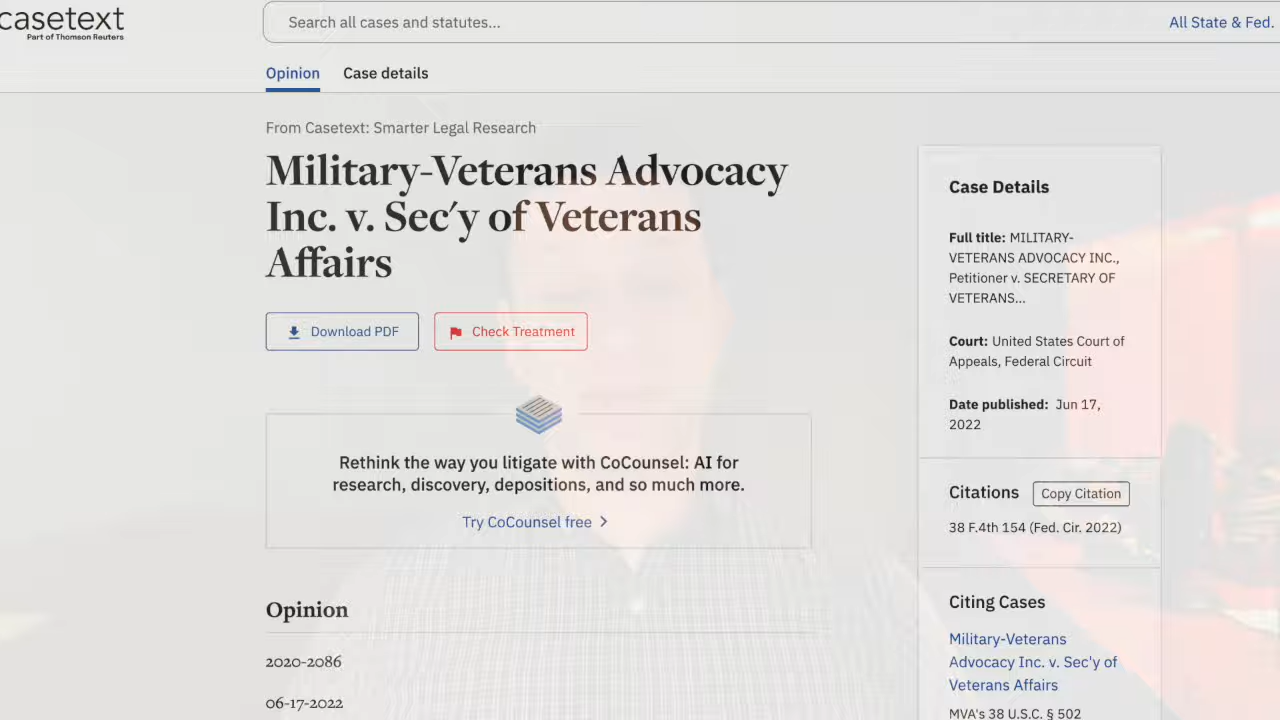 casetext
Part of Thomson Reuters
Search all cases and statutes...
All State & Fed.
Opinion
Case details
From Casetext: Smarter Legal Research
Military-Veterans Advocacy
Inc. v. Sec'y of Veterans
Affairs
Download PDF
Check Treatment
Rethink the way you litigate with CoCounsel: AI for
research, discovery, depositions, and so much more.
Try CoCounsel free
Opinion
2020-2086
06-17-2022
Case Details
Full title: MILITARY-
VETERANS ADVOCACY INC.,
Petitioner v. SECRETARY OF
VETERANS...
Court: United States Court of
Appeals, Federal Circuit
Date published: Jun 17,
2022
Citations
Copy Citation
38 F.4th 154 (Fed. Cir. 2022)
Citing Cases
Military-Veterans
Advocacy Inc. v. Sec'y of
Veterans Affairs
MVA's 38 U.S.C. § 502